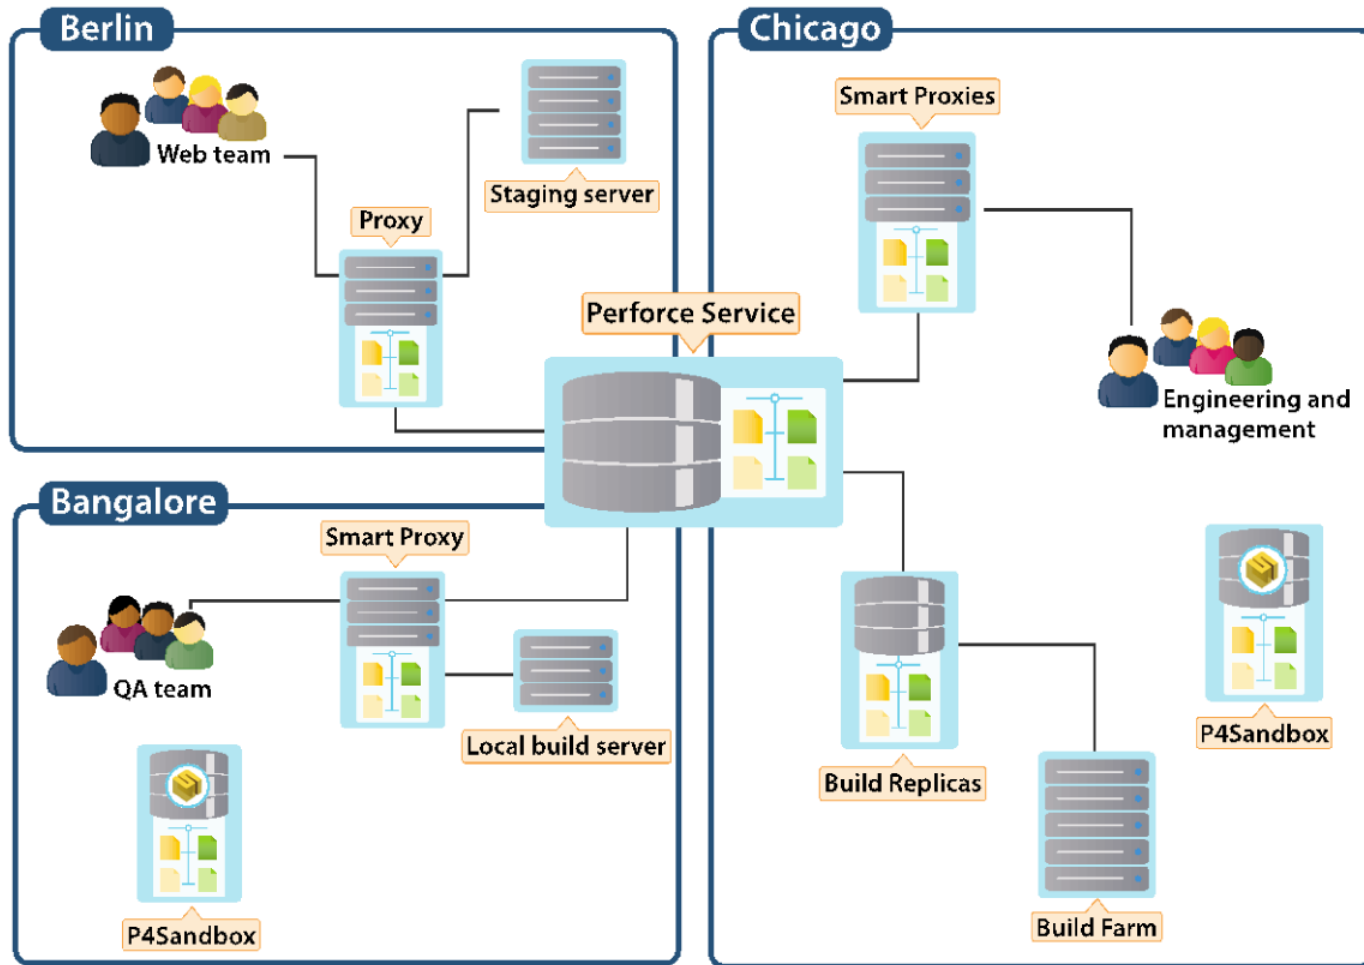 Berlin
Web team
Staging server
Proxy
Perforce Service
Chicago
Smart Proxies
Engineering and
management
Bangalore
Smart Proxy
QA team
Local build server
P4Sandbox
Build Replicas
P4Sandbox
Build Farm